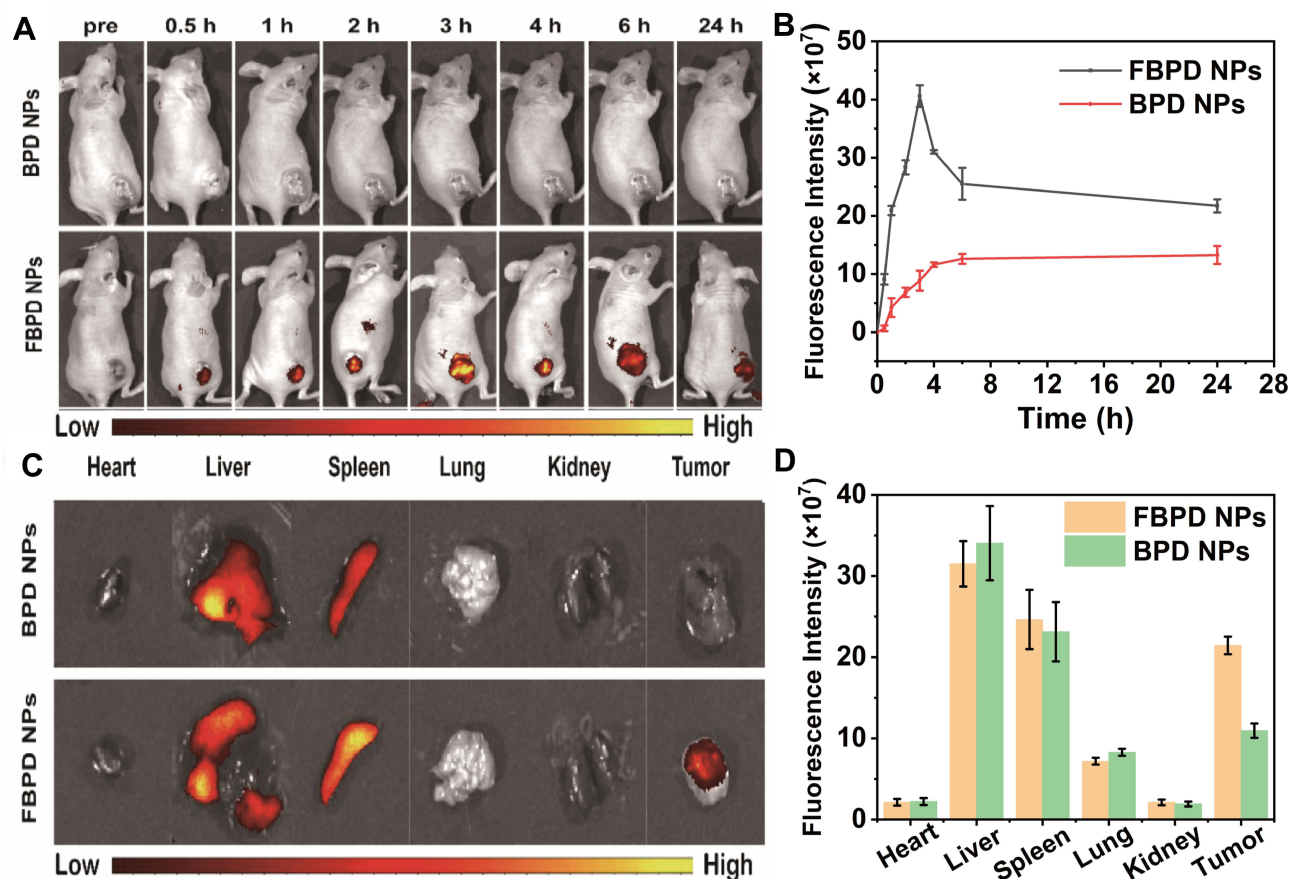 A
pre 0.5 h 1 h 2 h 3 h 4 h 6 h 24 h
BPD NPs
FBPD NPs
Low High
B
Fluorescence Intensity (×10⁷)
50
40
30
20
10
0
FBPD NPs
BPD NPs
0 4 8 12 16 20 24 28
Time (h)
C
Heart Liver Spleen Lung Kidney Tumor
BPD NPs
FBPD NPs
Low High
D
Fluorescence Intensity (×10⁷)
40
30
20
10
0
FBPD NPs
BPD NPs
Heart Liver Spleen Lung Kidney Tumor